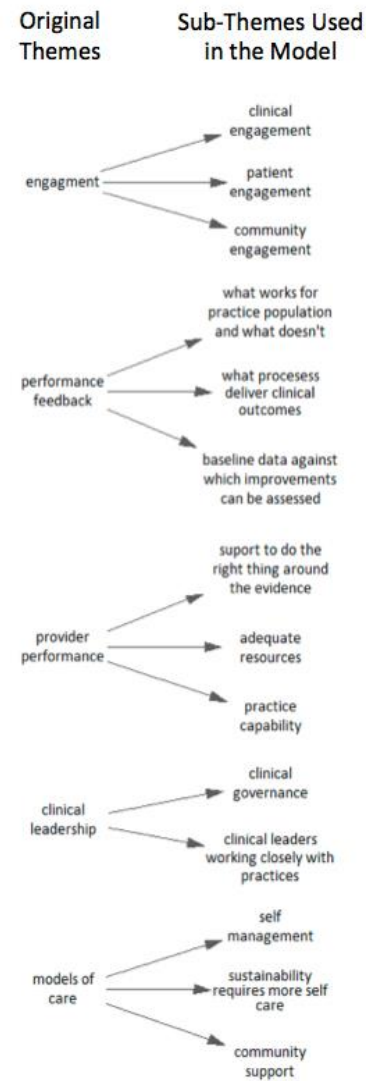 Original
Themes
Sub-Themes Used
in the Model
engagment
clinical
engagement
patient
engagement
community
engagement
performance
feedback
what works for
practice population
and what doesn't
what procesess
deliver clinical
outcomes
baseline data against
which improvements
can be assessed
provider
performance
suport to do the
right thing around
the evidence
adequate
resources
practice
capability
clinical
leadership
clinical
governance
clinical leaders
working closely with
practices
models of
care
self
management
sustainability
requires more self
care
community
support